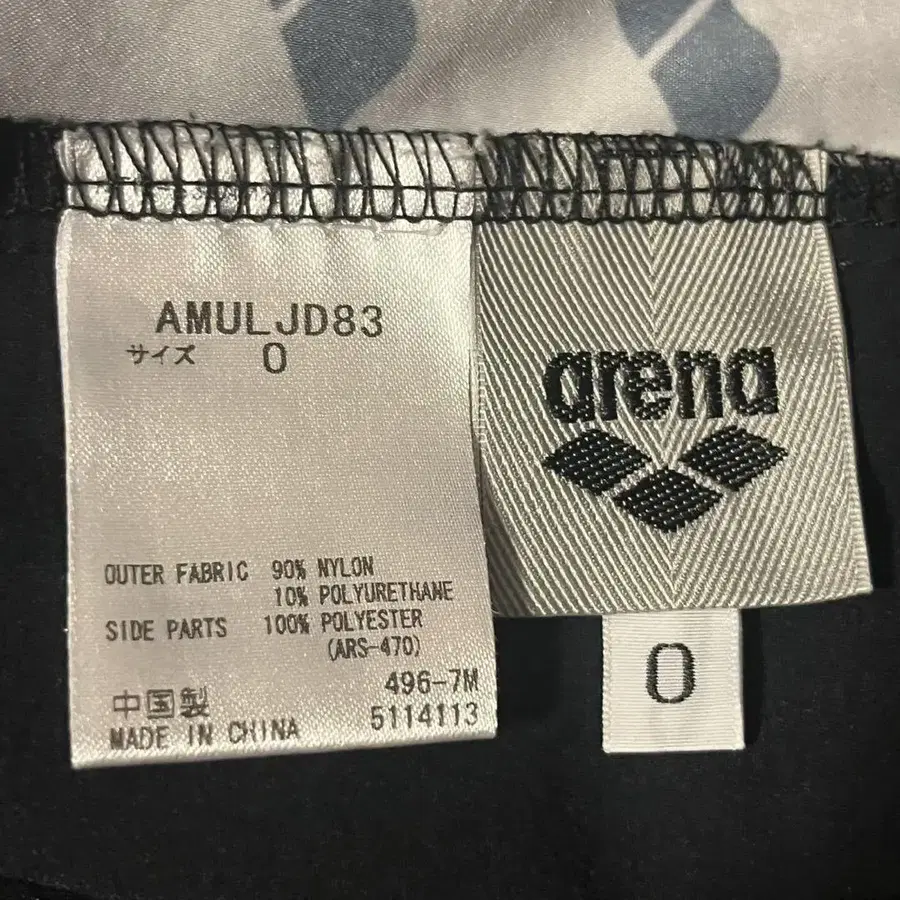 AMULJD83
サイズ 0
OUTER FABRIC 90% NYLON
10% POLYURETHANE
SIDE PARTS 100% POLYESTER
(ARS-470)
496-7M
中国製 5114113
MADE IN CHINA
arena
0